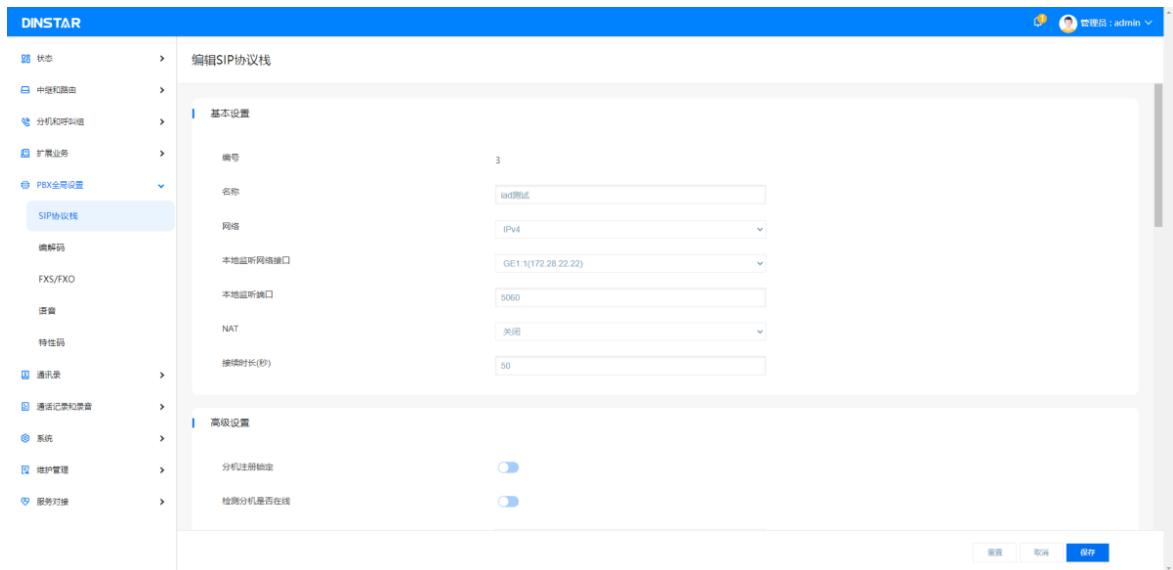 DINSTAR
管理员 : admin
状态
中继和路由
分机和呼叫组
扩展业务
PBX全局设置
SIP协议栈
编解码
FXS/FXO
语音
特性码
通讯录
通话记录和录音
系统
维护管理
服务对接
编辑SIP协议栈
基本设置
编号
3
名称
iad测试
网络
IPv4
本地监听网络接口
GE1:1(172.28.22.22)
本地监听端口
5060
NAT
关闭
接续时长(秒)
50
高级设置
分机注册锁定
检测分机是否在线
重置
取消
保存